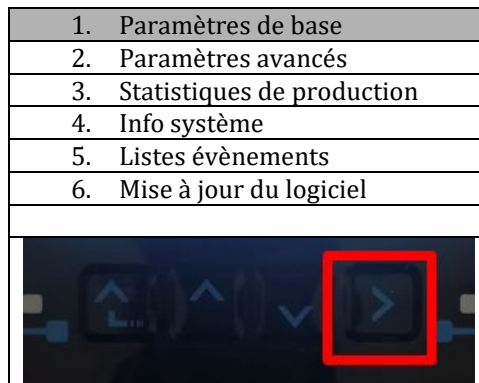 1. Paramètres de base
2. Paramètres avancés
3. Statistiques de production
4. Info système
5. Listes évènements
6. Mise à jour du logiciel